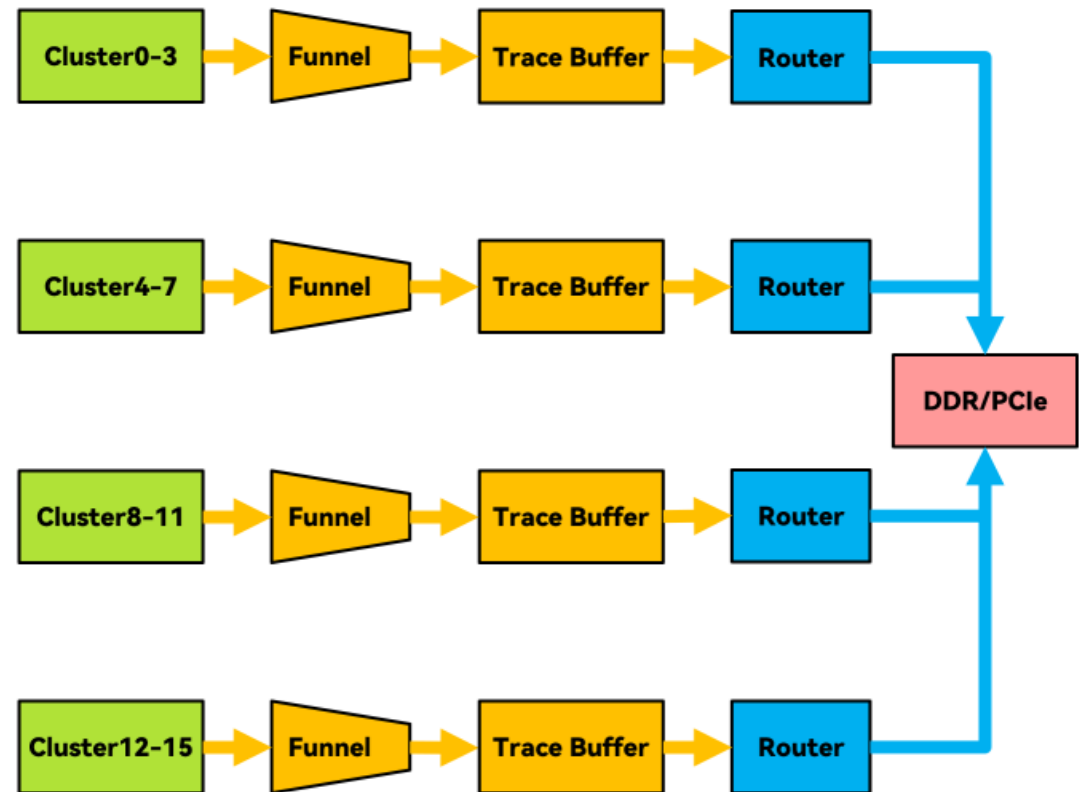 Cluster0-3
Funnel
Trace Buffer
Router
Cluster4-7
Funnel
Trace Buffer
Router
DDR/PCIe
Cluster8-11
Funnel
Trace Buffer
Router
Cluster12-15
Funnel
Trace Buffer
Router